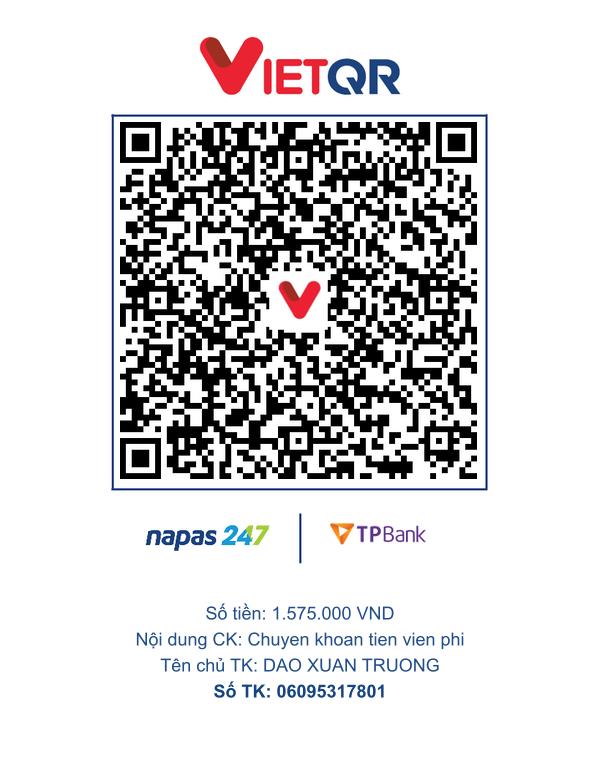 VIETQR
napas 247
TPBank
Số tiền: 1.575.000 VND
Nội dung CK: Chuyen khoan tien vien phi
Tên chủ TK: DAO XUAN TRUONG
Số TK: 06095317801